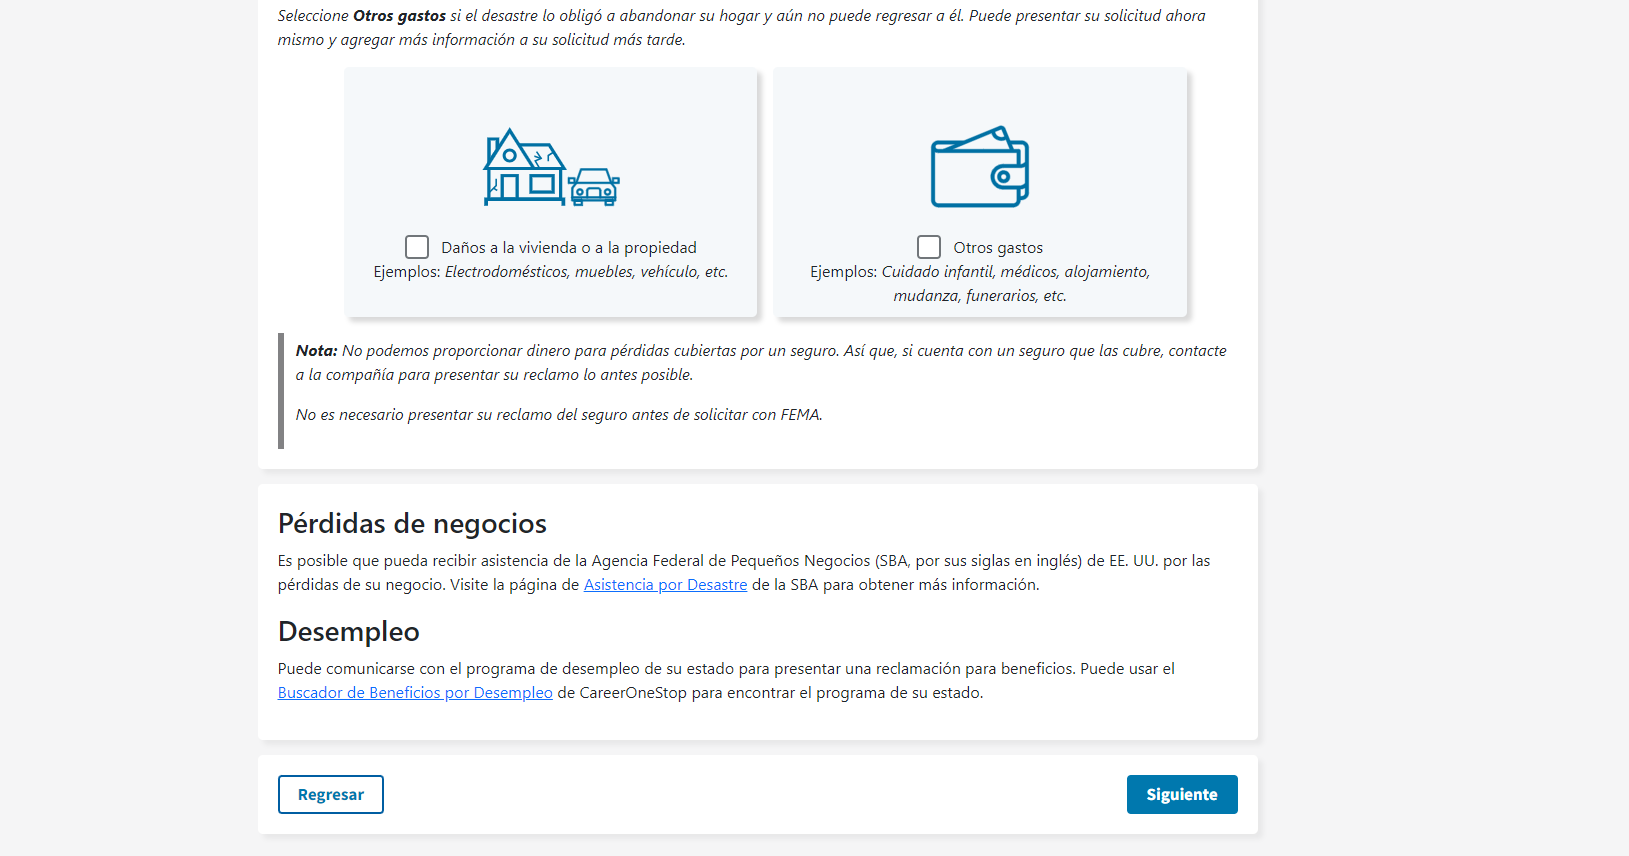 Seleccione Otros gastos si el desastre lo obligó a abandonar su hogar y aún no puede regresar a él. Puede presentar su solicitud ahora
mismo y agregar más información a su solicitud más tarde.
Daños a la vivienda o a la propiedad
Ejemplos: Electrodomésticos, muebles, vehículo, etc.
Otros gastos
Ejemplos: Cuidado infantil, médicos, alojamiento,
mudanza, funerarios, etc.
Nota: No podemos proporcionar dinero para pérdidas cubiertas por un seguro. Así que, si cuenta con un seguro que las cubre, contacte
a la compañía para presentar su reclamo lo antes posible.
No es necesario presentar su reclamo del seguro antes de solicitar con FEMA.
Pérdidas de negocios
Es posible que pueda recibir asistencia de la Agencia Federal de Pequeños Negocios (SBA, por sus siglas en inglés) de EE. UU. por las
pérdidas de su negocio. Visite la página de Asistencia por Desastre de la SBA para obtener más información.
Desempleo
Puede comunicarse con el programa de desempleo de su estado para presentar una reclamación para beneficios. Puede usar el
Buscador de Beneficios por Desempleo de CareerOneStop para encontrar el programa de su estado.
Regresar
Siguiente